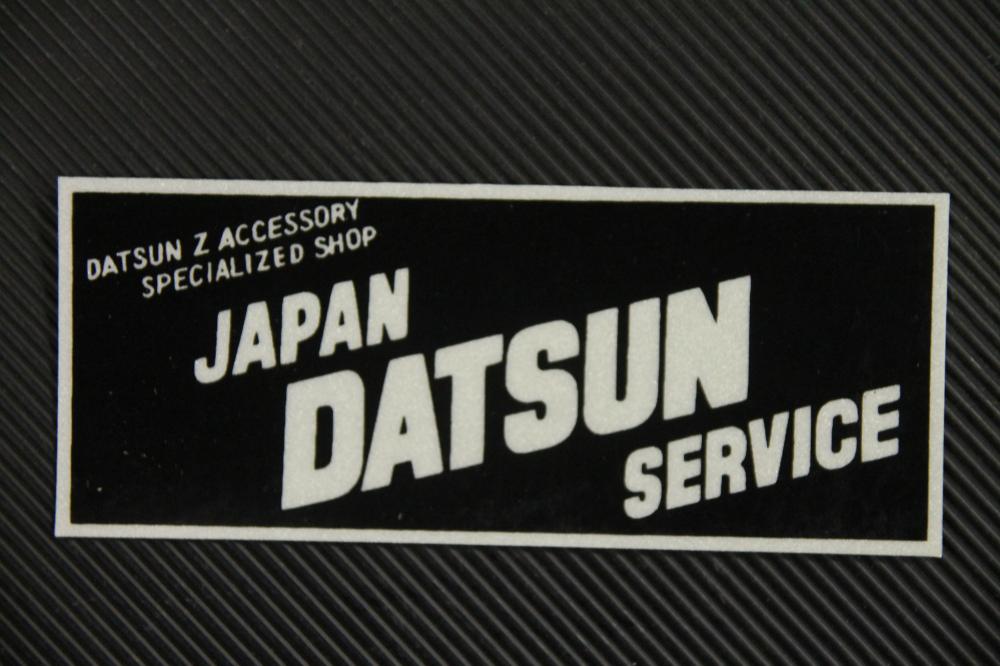 DATSUN Z ACCESSORY
SPECIALIZED SHOP
JAPAN
DATSUN
SERVICE